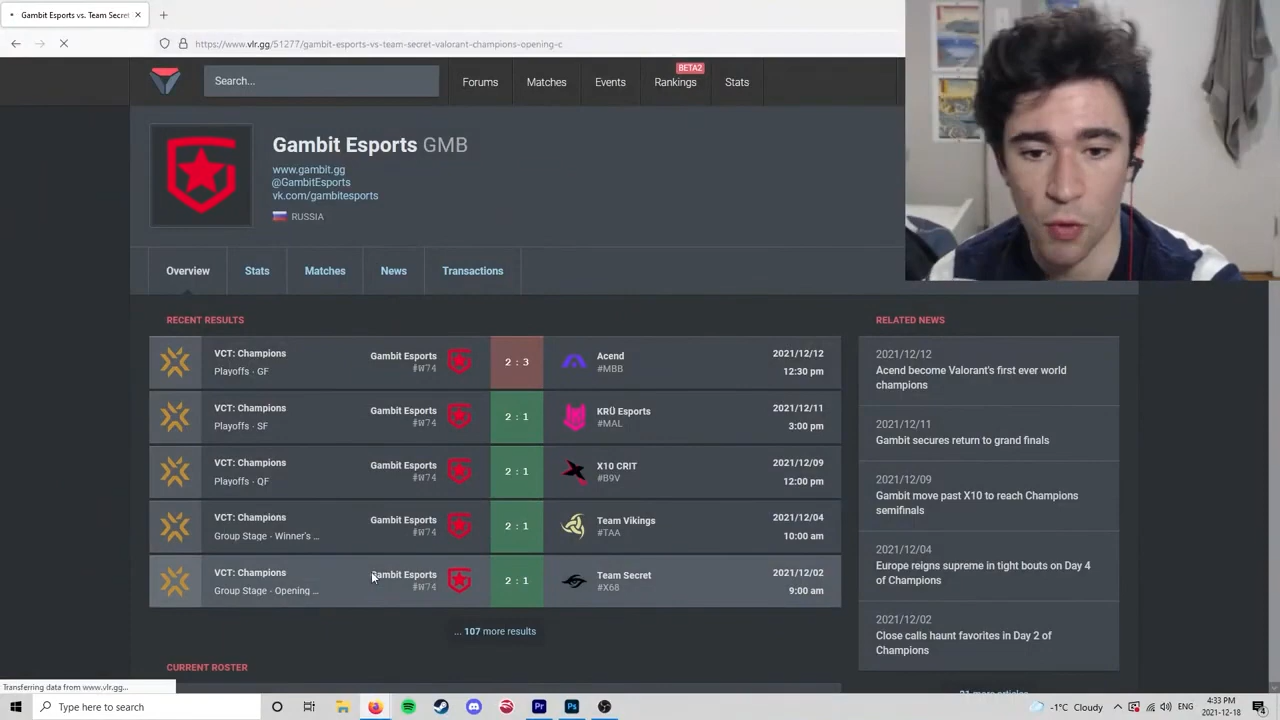 Gambit Esports vs. Team Secret
https://www.vlr.gg/51277/gambit-esports-vs-team-secret-valorant-champions-opening-c
Search...
Forums
Matches
Events
Rankings
BETA2
Stats
Gambit Esports GMB
www.gambit.gg
@GambitEsports
vk.com/gambitesports
RUSSIA
Overview
Stats
Matches
News
Transactions
RECENT RESULTS
VCT: Champions
Playoffs · GF
Gambit Esports
#W74
2 : 3
Acend
#MBB
2021/12/12
12:30 pm
VCT: Champions
Playoffs · SF
Gambit Esports
#W74
2 : 1
KRÜ Esports
#MAL
2021/12/11
3:00 pm
VCT: Champions
Playoffs · QF
Gambit Esports
#W74
2 : 1
X10 CRIT
#B9V
2021/12/09
12:00 pm
VCT: Champions
Group Stage · Winner's ...
Gambit Esports
#W74
2 : 1
Team Vikings
#TAA
2021/12/04
10:00 am
VCT: Champions
Group Stage · Opening ...
Gambit Esports
#W74
2 : 1
Team Secret
#X68
2021/12/02
9:00 am
... 107 more results
CURRENT ROSTER
RELATED NEWS
2021/12/12
Acend become Valorant's first ever world
champions
2021/12/11
Gambit secures return to grand finals
2021/12/09
Gambit move past X10 to reach Champions
semifinals
2021/12/04
Europe reigns supreme in tight bouts on Day 4
of Champions
2021/12/02
Close calls haunt favorites in Day 2 of
Champions
Transferring data from www.vlr.gg...
Type here to search
-1°C Cloudy
ENG
4:33 PM
2021-12-18